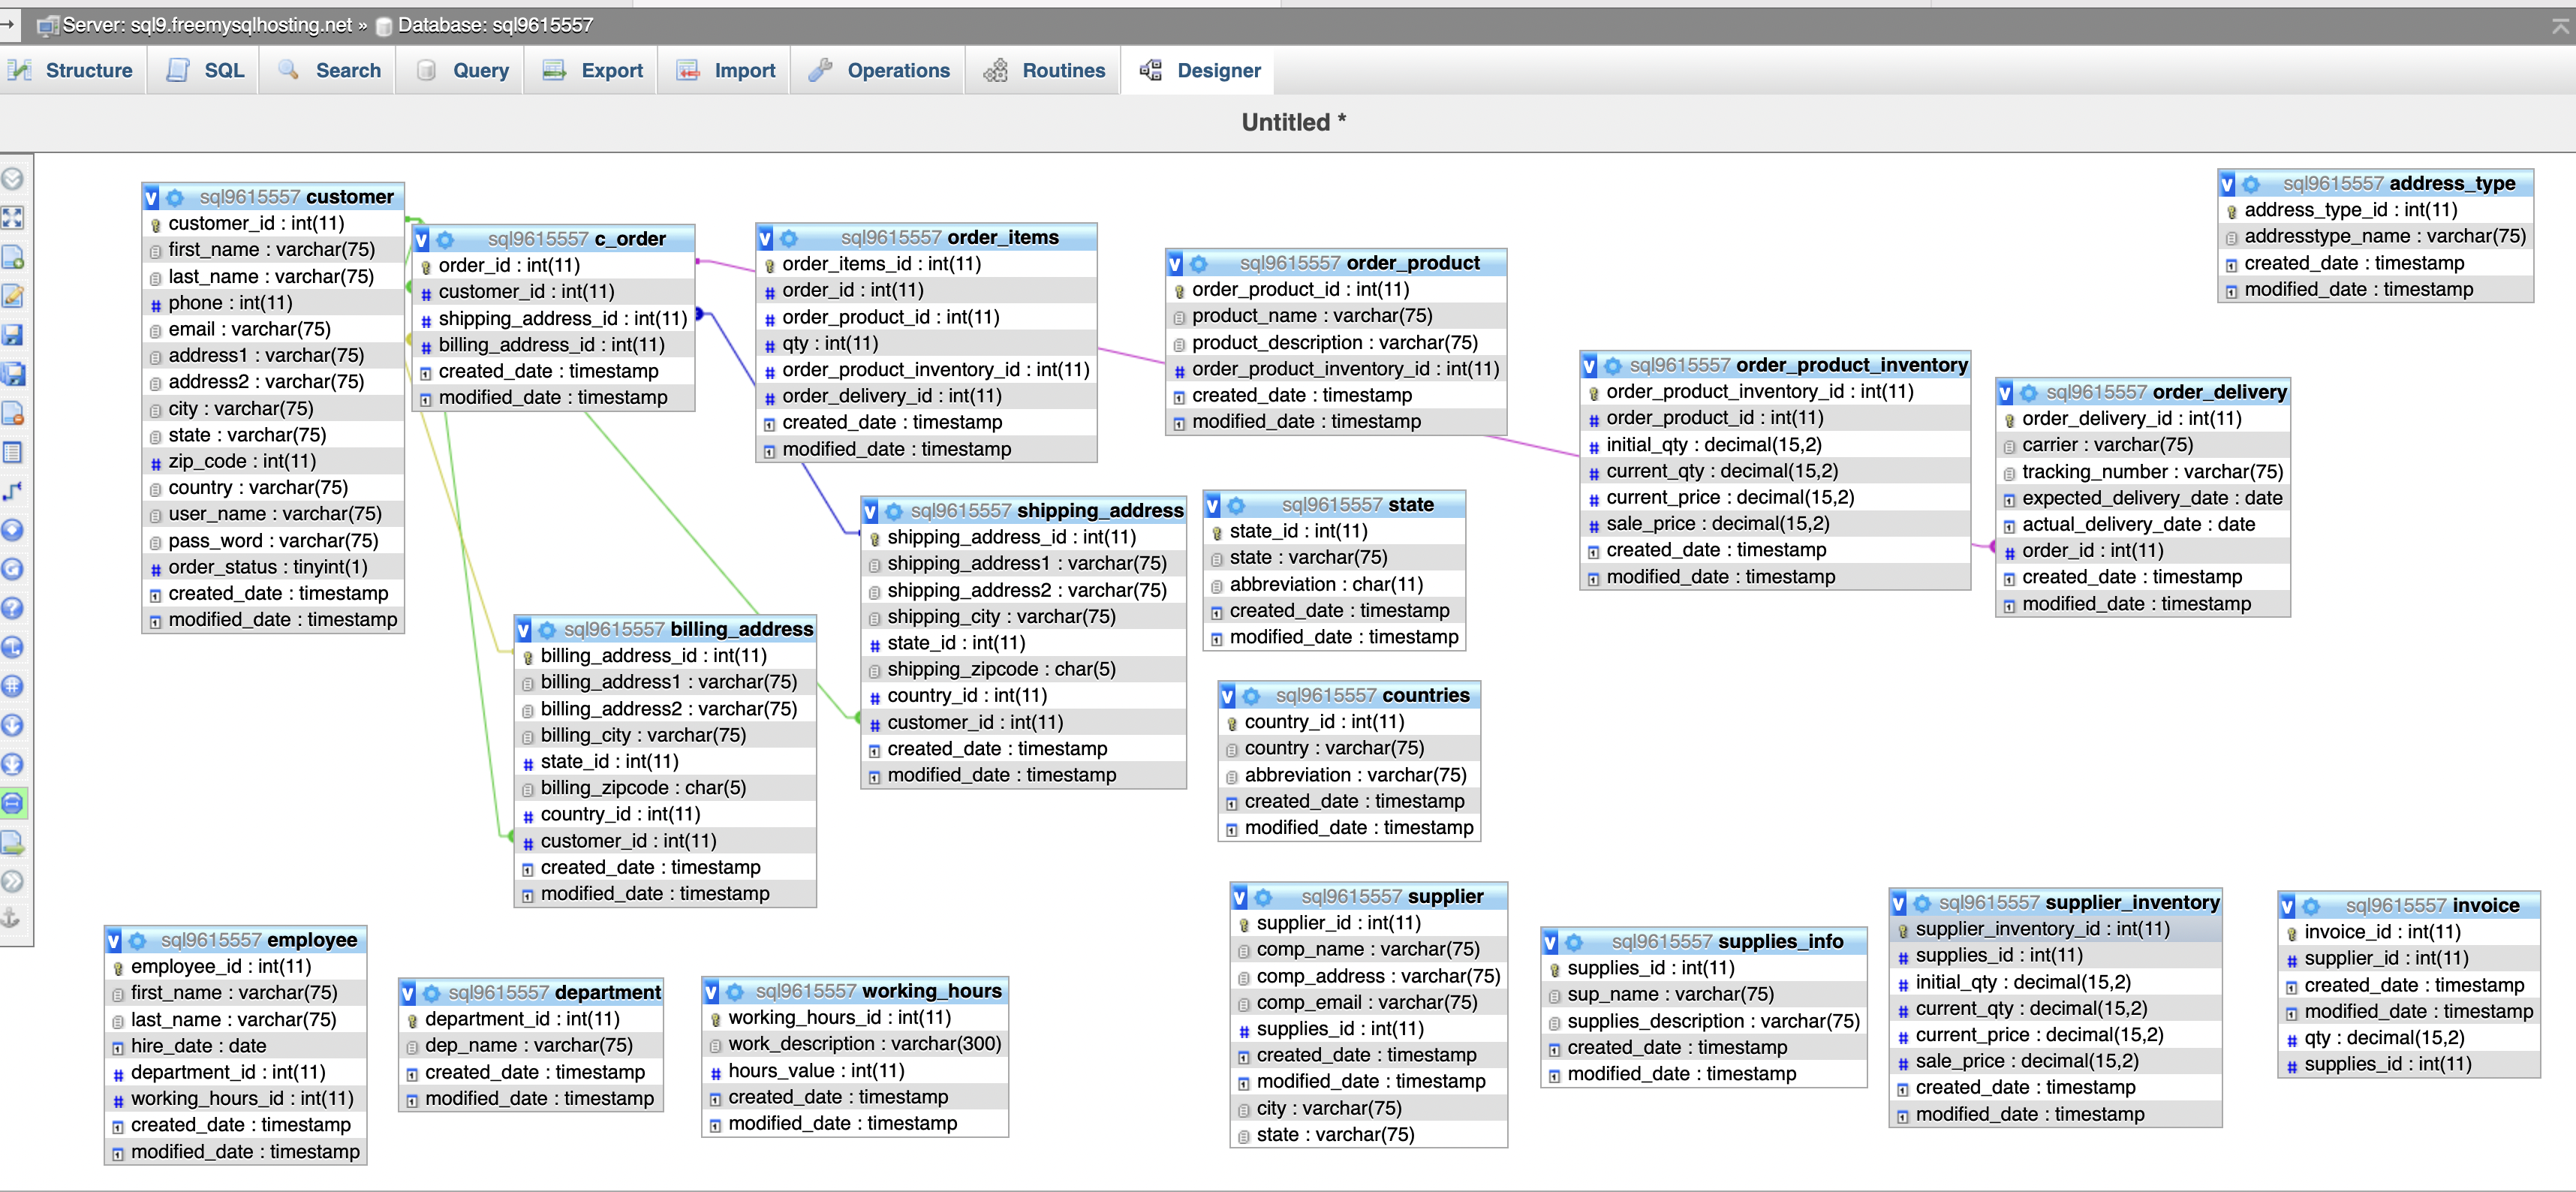 Server: sql9.freemysqlhosting.net » Database: sql9615557
Structure SQL Search Query Export Import Operations Routines Designer
Untitled *
sql9615557 customer
customer_id : int(11)
first_name : varchar(75)
last_name : varchar(75)
phone : int(11)
email : varchar(75)
address1 : varchar(75)
address2 : varchar(75)
city : varchar(75)
state : varchar(75)
zip_code : int(11)
country : varchar(75)
user_name : varchar(75)
pass_word : varchar(75)
order_status : tinyint(1)
created_date : timestamp
modified_date : timestamp
sql9615557 c_order
order_id : int(11)
customer_id : int(11)
shipping_address_id : int(11)
billing_address_id : int(11)
created_date : timestamp
modified_date : timestamp
sql9615557 order_items
order_items_id : int(11)
order_id : int(11)
order_product_id : int(11)
qty : int(11)
order_product_inventory_id : int(11)
order_delivery_id : int(11)
created_date : timestamp
modified_date : timestamp
sql9615557 order_product
order_product_id : int(11)
product_name : varchar(75)
product_description : varchar(75)
order_product_inventory_id : int(11)
created_date : timestamp
modified_date : timestamp
sql9615557 order_product_inventory
order_product_inventory_id : int(11)
order_product_id : int(11)
initial_qty : decimal(15,2)
current_qty : decimal(15,2)
current_price : decimal(15,2)
sale_price : decimal(15,2)
created_date : timestamp
modified_date : timestamp
sql9615557 order_delivery
order_delivery_id : int(11)
carrier : varchar(75)
tracking_number : varchar(75)
expected_delivery_date : date
actual_delivery_date : date
order_id : int(11)
created_date : timestamp
modified_date : timestamp
sql9615557 address_type
address_type_id : int(11)
addresstype_name : varchar(75)
created_date : timestamp
modified_date : timestamp
sql9615557 billing_address
billing_address_id : int(11)
billing_address1 : varchar(75)
billing_address2 : varchar(75)
billing_city : varchar(75)
state_id : int(11)
billing_zipcode : char(5)
country_id : int(11)
customer_id : int(11)
created_date : timestamp
modified_date : timestamp
sql9615557 shipping_address
shipping_address_id : int(11)
shipping_address1 : varchar(75)
shipping_address2 : varchar(75)
shipping_city : varchar(75)
state_id : int(11)
shipping_zipcode : char(5)
country_id : int(11)
customer_id : int(11)
created_date : timestamp
modified_date : timestamp
sql9615557 state
state_id : int(11)
state : varchar(75)
abbreviation : char(11)
created_date : timestamp
modified_date : timestamp
sql9615557 countries
country_id : int(11)
country : varchar(75)
abbreviation : varchar(75)
created_date : timestamp
modified_date : timestamp
sql9615557 employee
employee_id : int(11)
first_name : varchar(75)
last_name : varchar(75)
hire_date : date
department_id : int(11)
working_hours_id : int(11)
created_date : timestamp
modified_date : timestamp
sql9615557 department
department_id : int(11)
dep_name : varchar(75)
created_date : timestamp
modified_date : timestamp
sql9615557 working_hours
working_hours_id : int(11)
work_description : varchar(300)
hours_value : int(11)
created_date : timestamp
modified_date : timestamp
sql9615557 supplier
supplier_id : int(11)
comp_name : varchar(75)
comp_address : varchar(75)
comp_email : varchar(75)
supplies_id : int(11)
created_date : timestamp
modified_date : timestamp
city : varchar(75)
state : varchar(75)
sql9615557 supplies_info
supplies_id : int(11)
sup_name : varchar(75)
supplies_description : varchar(75)
created_date : timestamp
modified_date : timestamp
sql9615557 supplier_inventory
supplier_inventory_id : int(11)
supplies_id : int(11)
initial_qty : decimal(15,2)
current_qty : decimal(15,2)
current_price : decimal(15,2)
sale_price : decimal(15,2)
created_date : timestamp
modified_date : timestamp
sql9615557 invoice
invoice_id : int(11)
supplier_id : int(11)
created_date : timestamp
modified_date : timestamp
qty : decimal(15,2)
supplies_id : int(11)